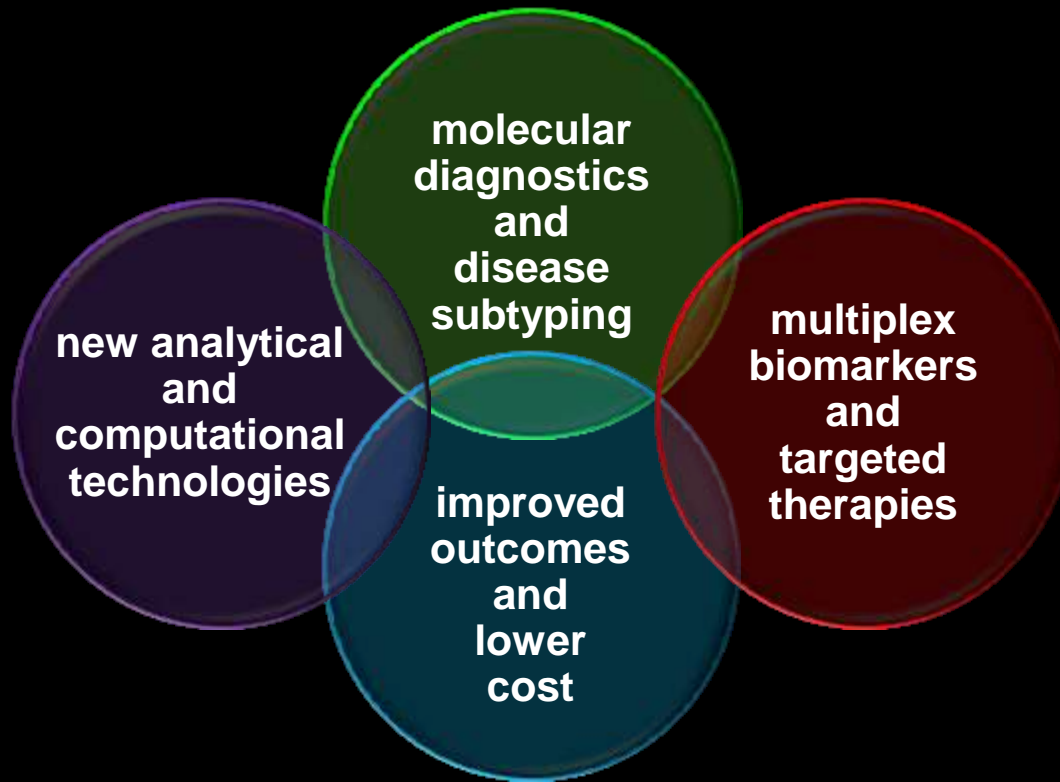 molecular
diagnostics
and
disease
subtyping
new analytical
and
computational
technologies
multiplex
biomarkers
and
targeted
therapies
improved
outcomes
and
lower
cost